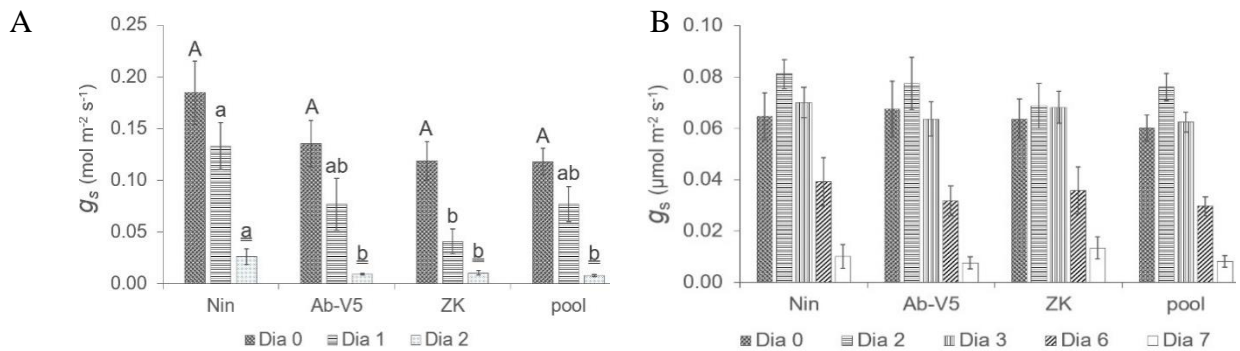 A
gs (mol m-2 s-1)
0.25
0.20
0.15
0.10
0.05
0.00
A
a
a
A
ab
b
A
b
b
A
ab
b
Nin
Ab-V5
ZK
pool
Dia 0
Dia 1
Dia 2
B
gs (µmol m-2 s-1)
0.10
0.08
0.06
0.04
0.02
0.00
Nin
Ab-V5
ZK
pool
Dia 0
Dia 2
Dia 3
Dia 6
Dia 7